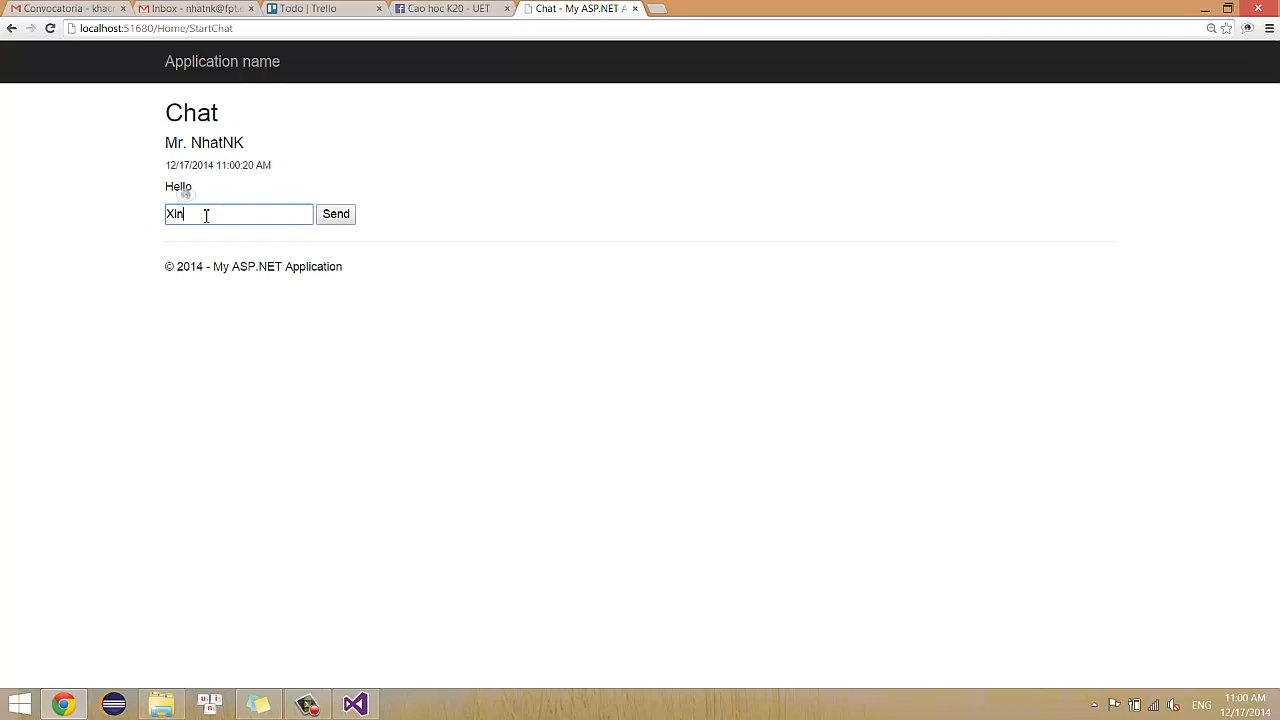 Convocatoria - khac
Inbox - nhatnk@fpt.e
Todo | Trello
Cao học K20 - UET
Chat - My ASP.NET A
localhost:51680/Home/StartChat
Application name
Chat
Mr. NhatNK
12/17/2014 11:00:20 AM
Hello
Xin
Send
© 2014 - My ASP.NET Application
11:00 AM
ENG
12/17/2014